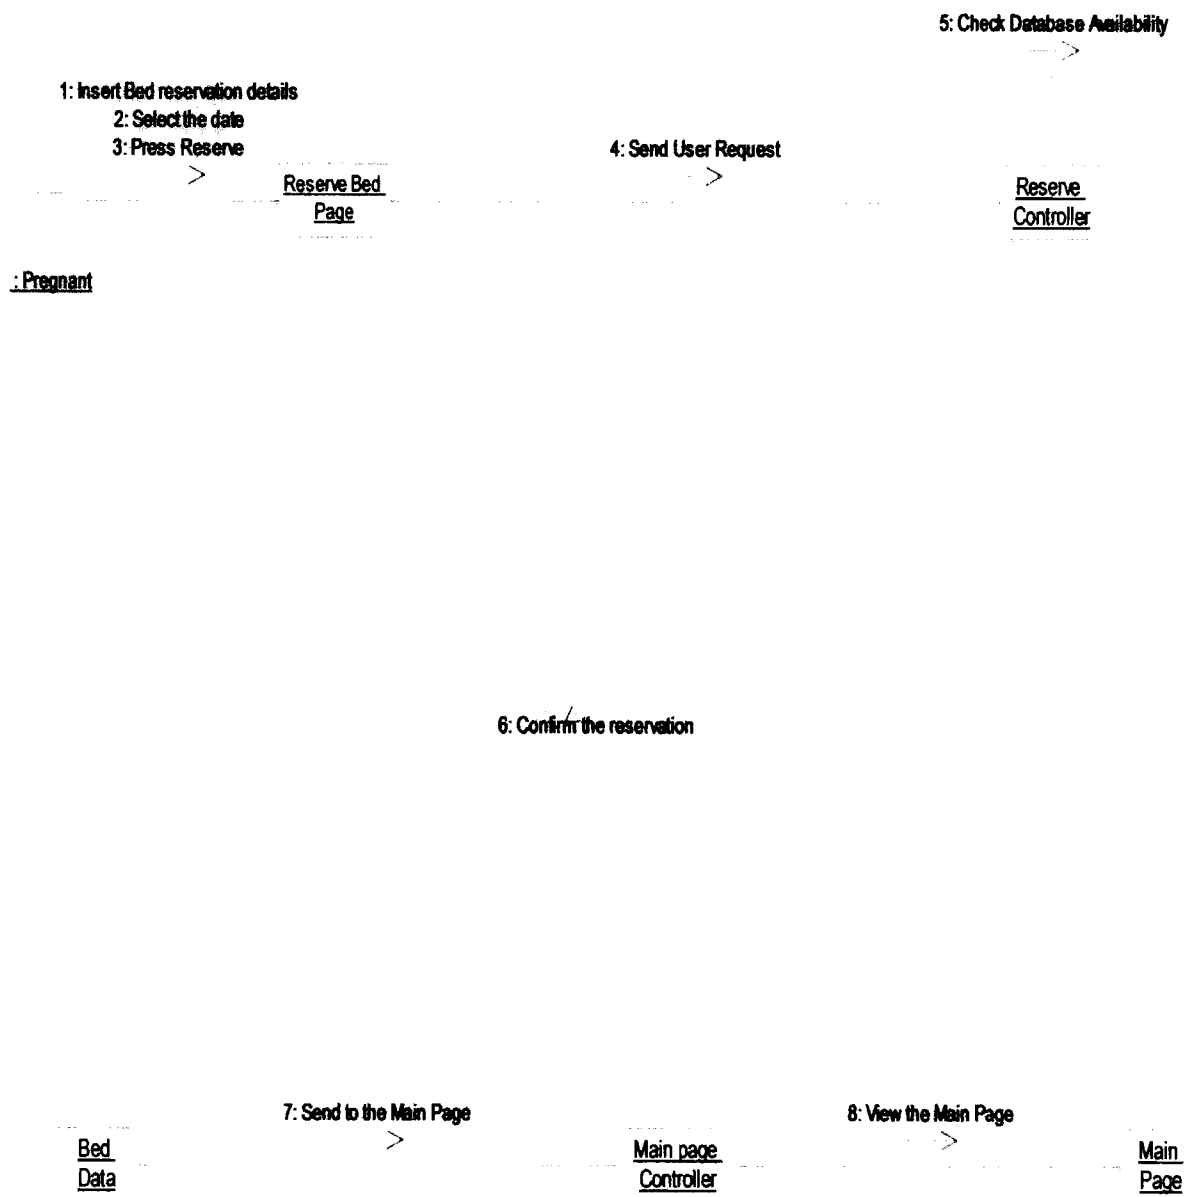 5: Check Database Availability
1: Insert Bed reservation details
2: Select the date
3: Press Reserve
4: Send User Request
Reserve Bed
Page
Reserve
Controller
: Pregnant
6: Confirm the reservation
7: Send to the Main Page
8: View the Main Page
Bed
Data
Main page
Controller
Main
Page